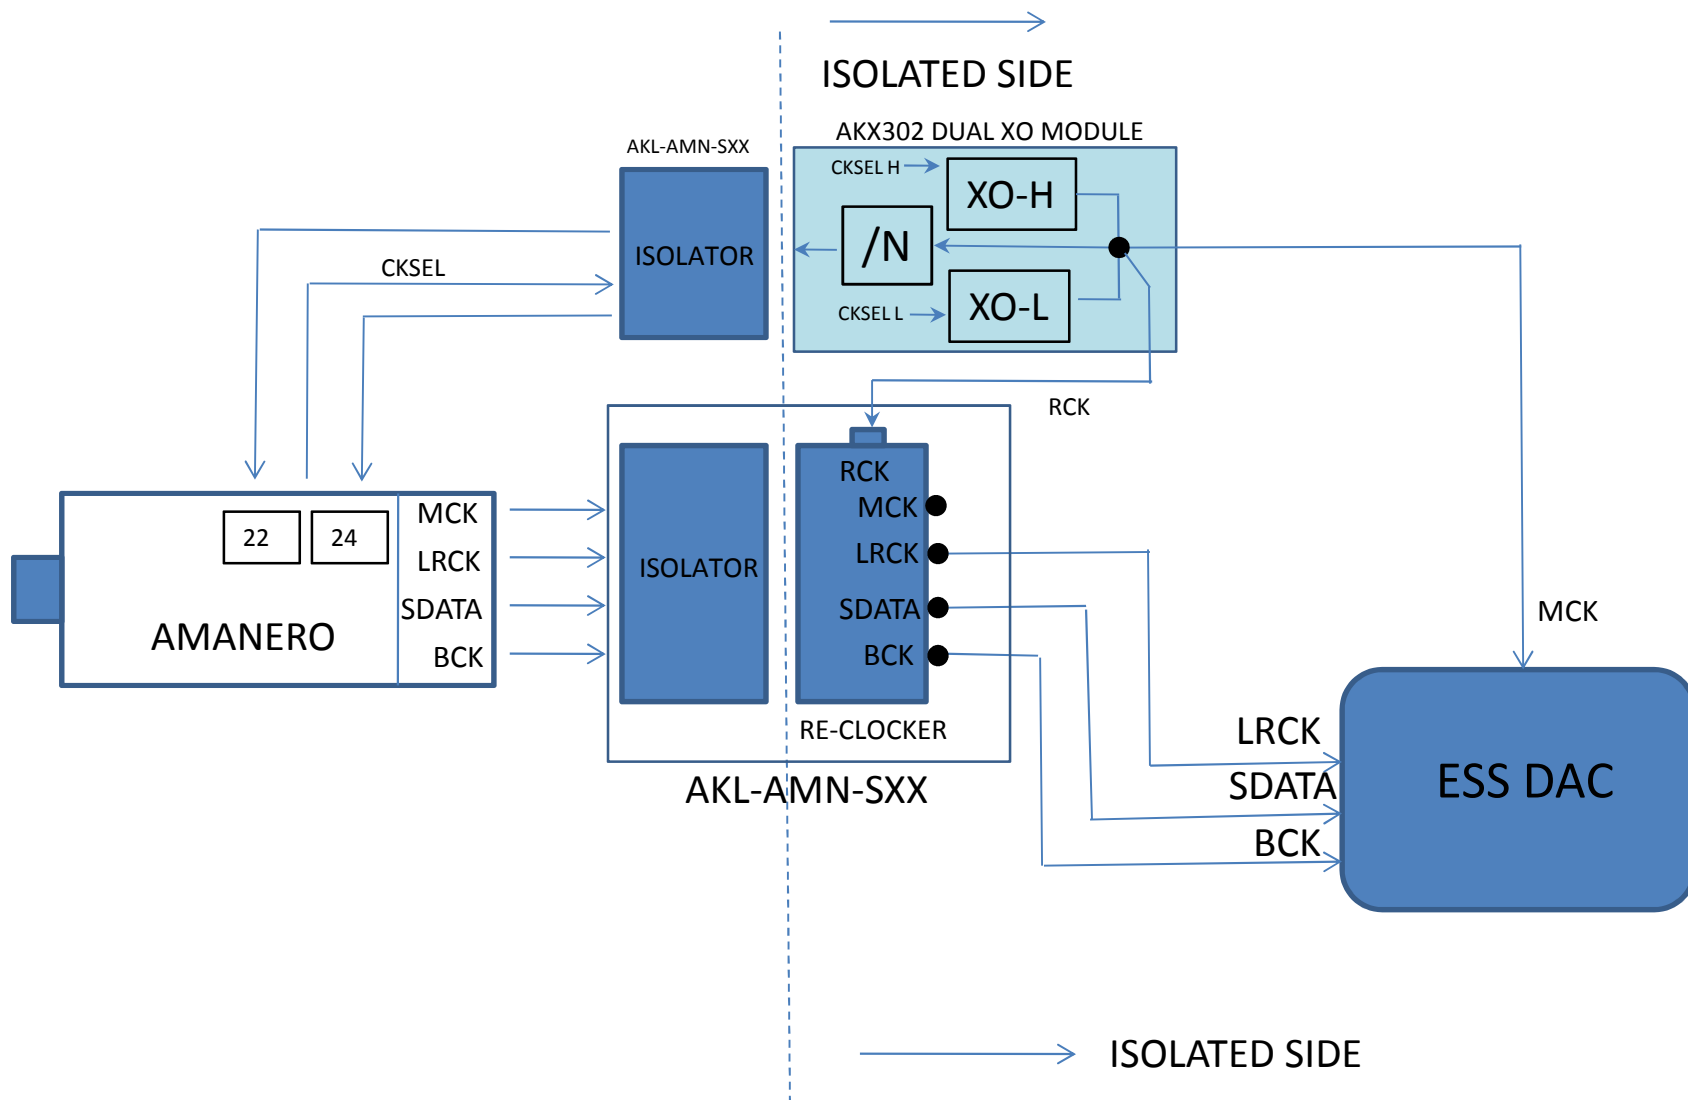 ISOLATED SIDE
AKX302 DUAL XO MODULE
AKL-AMN-SXX
CKSEL H
XO-H
ISOLATOR
/N
CKSEL
CKSEL L
XO-L
RCK
RCK
MCK
MCK
22
24
LRCK
LRCK
ISOLATOR
SDATA
SDATA
MCK
AMANERO
BCK
BCK
RE-CLOCKER
LRCK
AKL-AMN-SXX
SDATA
ESS DAC
BCK
ISOLATED SIDE